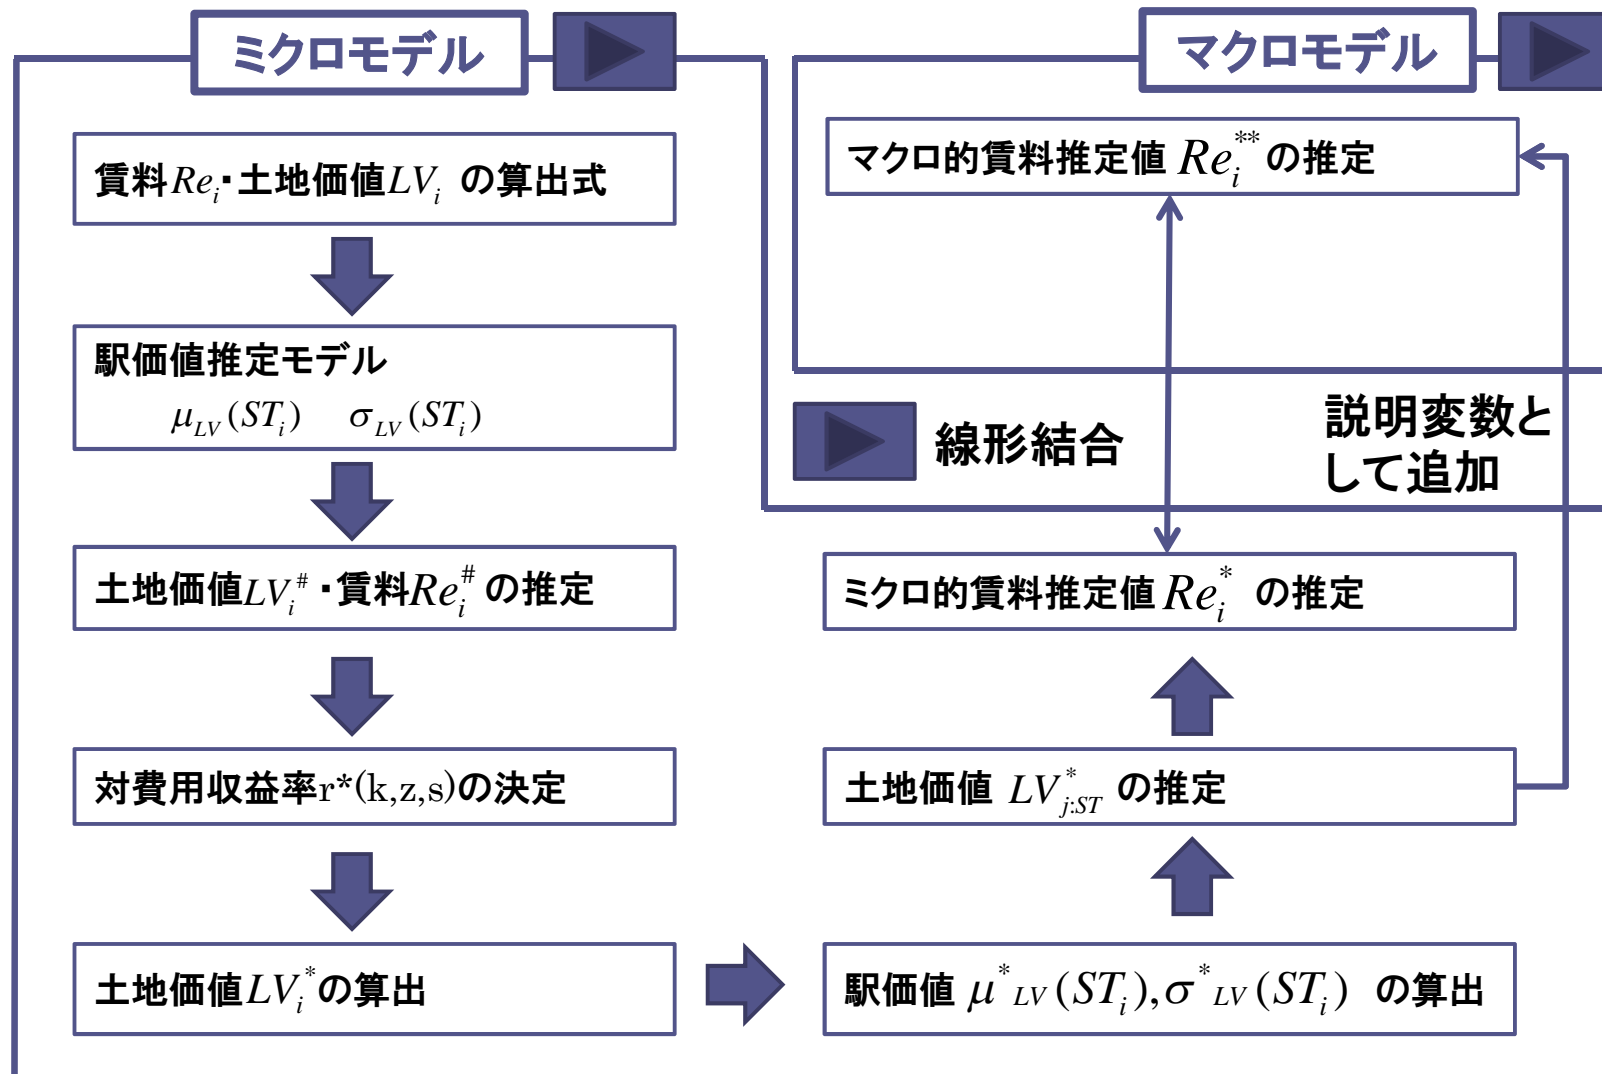 ミクロモデル
賃料Re_i・土地価値LV_i の算出式
駅価値推定モデル
μ_LV(ST_i) σ_LV(ST_i)
土地価値LV_i^#・賃料Re_i^# の推定
対費用収益率r*(k,z,s)の決定
土地価値LV_i^*の算出
マクロモデル
マクロ的賃料推定値 Re_i^** の推定
線形結合
説明変数と
して追加
ミクロ的賃料推定値 Re_i^* の推定
土地価値 LV_{j:ST}^* の推定
駅価値 μ^*_LV(ST_i),σ^*_LV(ST_i) の算出